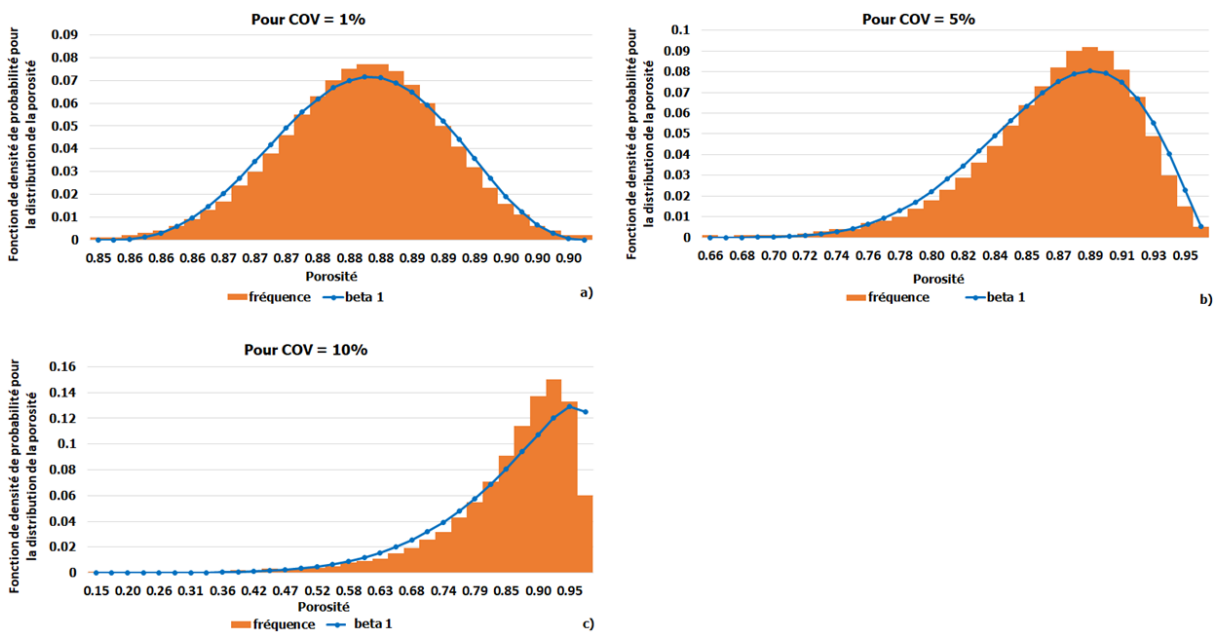 Pour COV = 1%
Fonction de densité de probabilité pour
la distribution de la porosité
0.09
0.08
0.07
0.06
0.05
0.04
0.03
0.02
0.01
0
0.85 0.86 0.86 0.86 0.87 0.87 0.87 0.88 0.88 0.88 0.89 0.89 0.89 0.90 0.90 0.90
Porosité
fréquence beta 1
a)
Pour COV = 5%
Fonction de densité de probabilité pour
la distribution de la porosité
0.1
0.09
0.08
0.07
0.06
0.05
0.04
0.03
0.02
0.01
0
0.66 0.68 0.70 0.72 0.74 0.76 0.78 0.80 0.82 0.84 0.85 0.87 0.89 0.91 0.93 0.95
Porosité
fréquence beta 1
b)
Pour COV = 10%
Fonction de densité de probabilité pour
la distribution de la porosité
0.16
0.14
0.12
0.1
0.08
0.06
0.04
0.02
0
0.15 0.20 0.26 0.31 0.36 0.42 0.47 0.52 0.58 0.63 0.68 0.74 0.79 0.85 0.90 0.95
Porosité
fréquence beta 1
c)